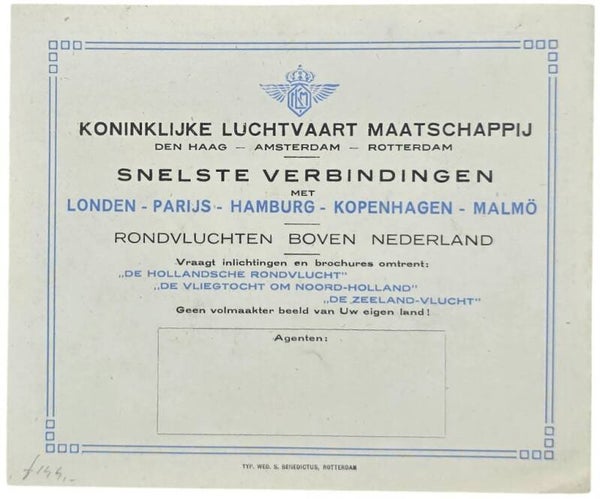 KLM
KONINKLIJKE LUCHTVAART MAATSCHAPPIJ
DEN HAAG – AMSTERDAM – ROTTERDAM
SNELSTE VERBINDINGEN
MET
LONDEN - PARIJS - HAMBURG - KOPENHAGEN - MALMÖ
RONDVLUCHTEN BOVEN NEDERLAND
Vraagt inlichtingen en brochures omtrent:
„DE HOLLANDSCHE RONDVLUCHT”
„DE VLIEGTOCHT OM NOORD-HOLLAND”
„DE ZEELAND-VLUCHT”
Geen volmaakter beeld van Uw eigen land!
Agenten:
TYP. WED. S. BENEDICTUS, ROTTERDAM